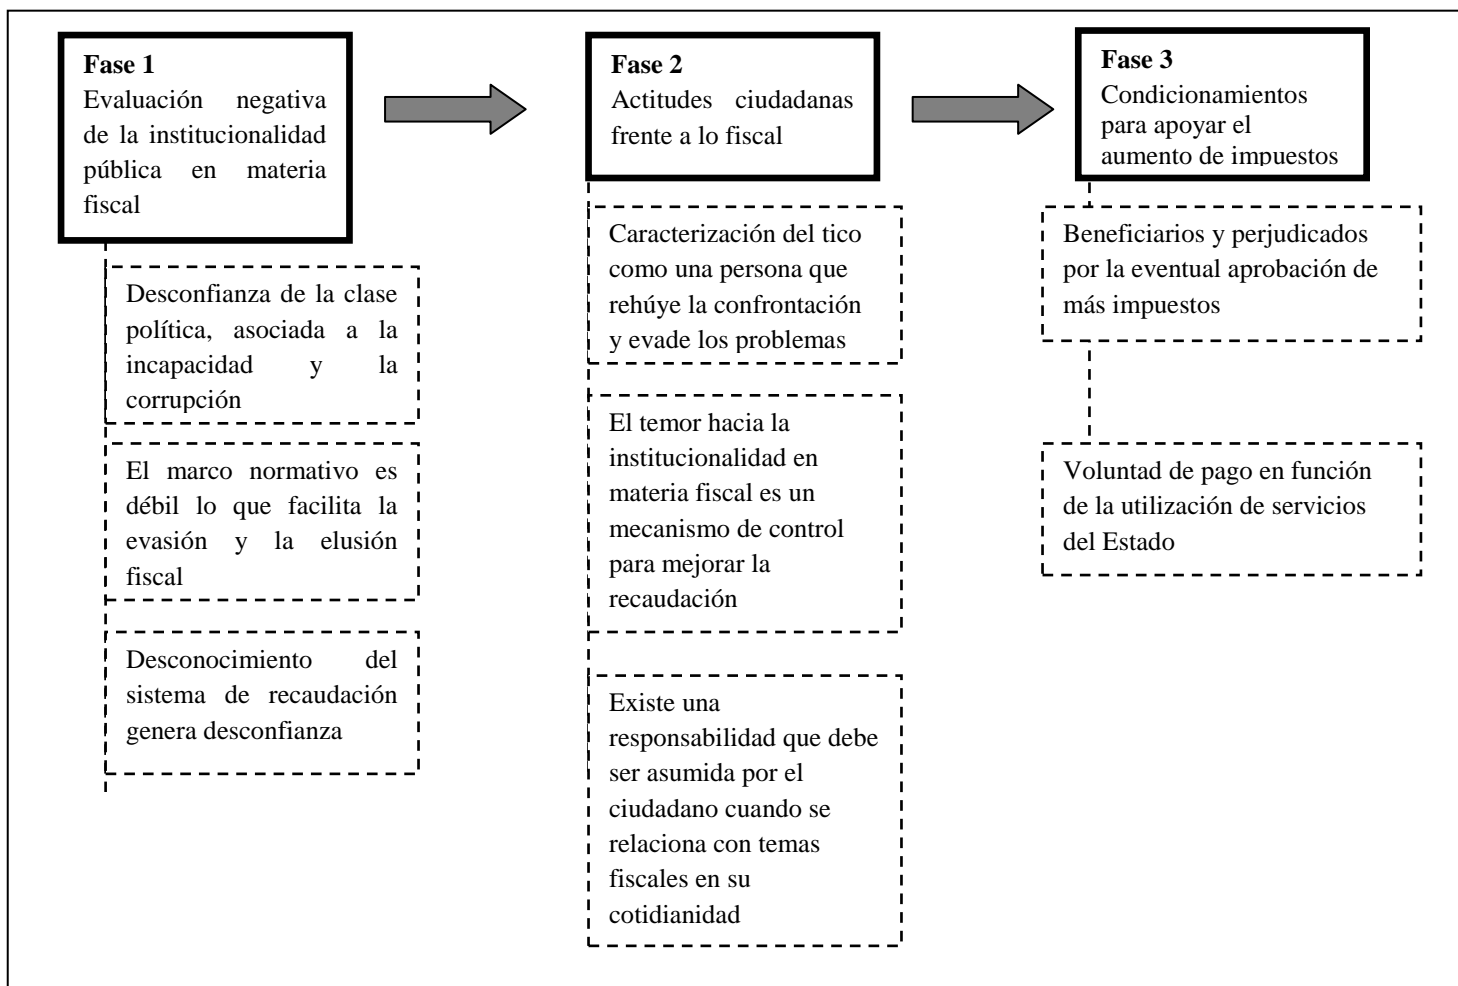 Fase 1
Evaluación negativa
de la institucionalidad
pública en materia
fiscal
Desconfianza de la clase
política, asociada a la
incapacidad y la
corrupción
El marco normativo es
débil lo que facilita la
evasión y la elusión
fiscal
Desconocimiento del
sistema de recaudación
genera desconfianza
Fase 2
Actitudes ciudadanas
frente a lo fiscal
Caracterización del tico
como una persona que
rehúye la confrontación
y evade los problemas
El temor hacia la
institucionalidad en
materia fiscal es un
mecanismo de control
para mejorar la
recaudación
Existe una
responsabilidad que debe
ser asumida por el
ciudadano cuando se
relaciona con temas
fiscales en su
cotidianidad
Fase 3
Condicionamientos
para apoyar el
aumento de impuestos
Beneficiarios y perjudicados
por la eventual aprobación de
más impuestos
Voluntad de pago en función
de la utilización de servicios
del Estado